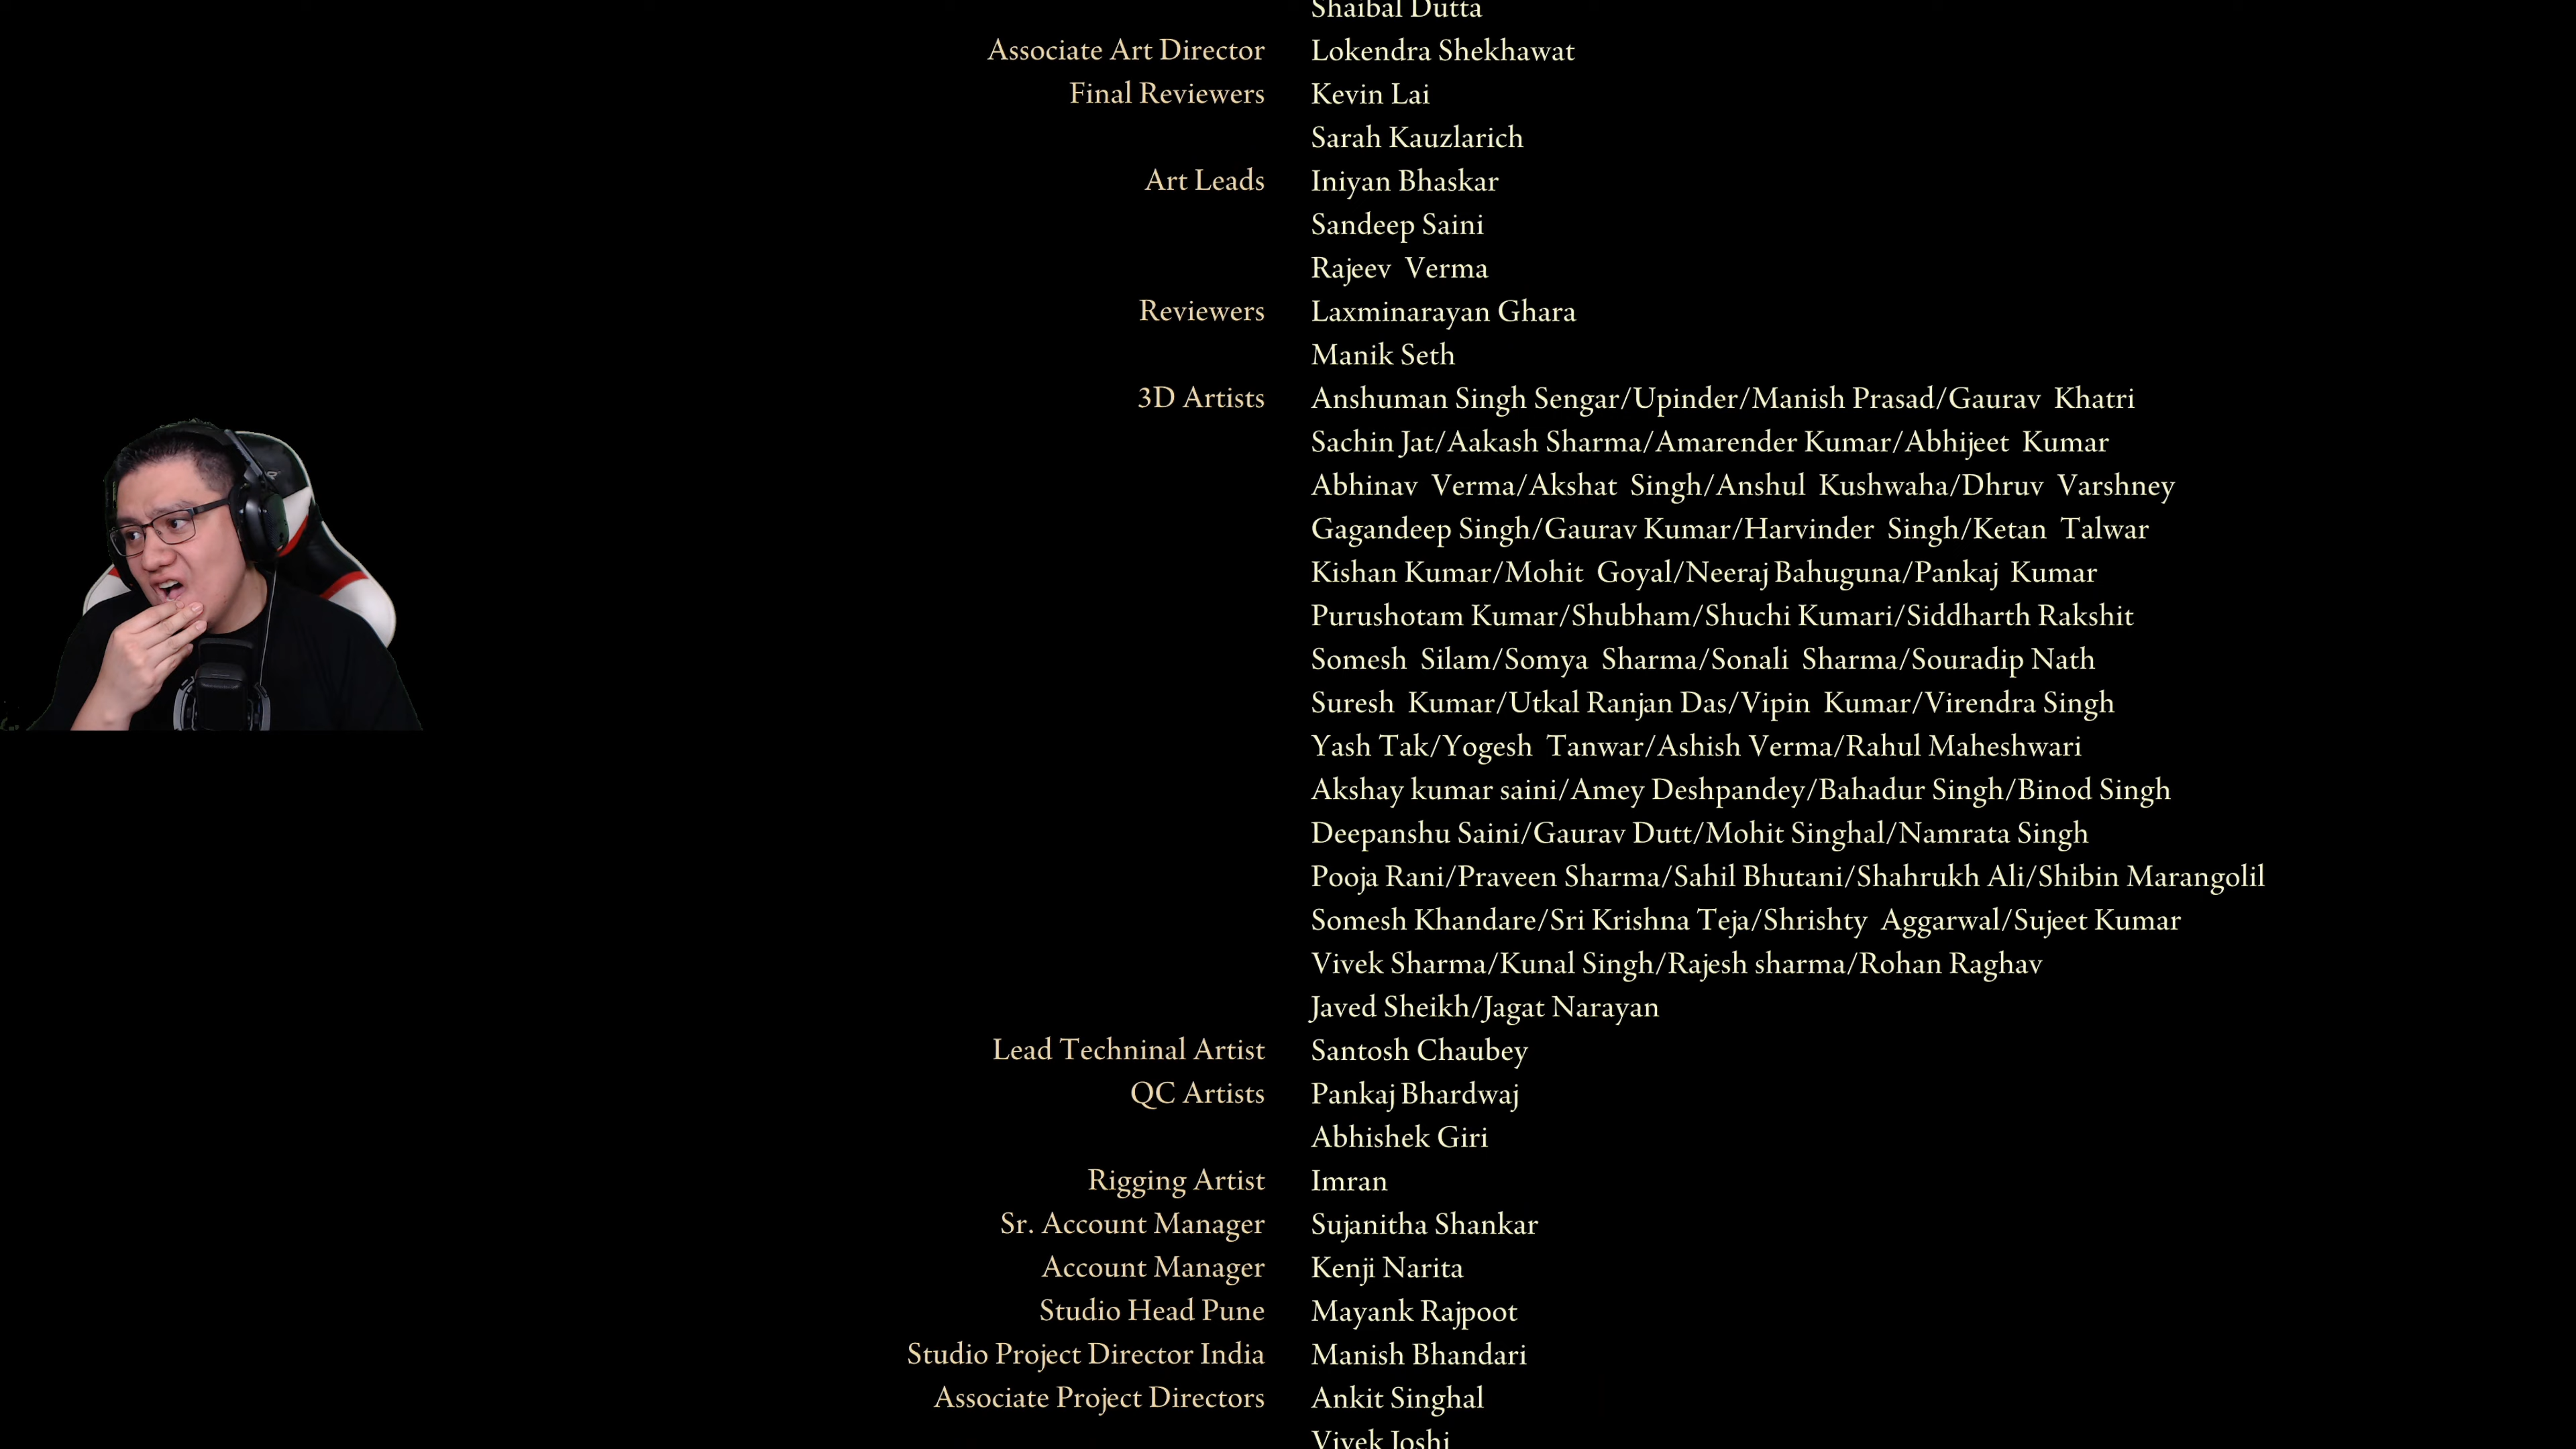 Shaibal Dutta
Associate Art Director Lokendra Shekhawat
Final Reviewers Kevin Lai
Sarah Kauzlarich
Art Leads Iniyan Bhaskar
Sandeep Saini
Rajeev Verma
Reviewers Laxminarayan Ghara
Manik Seth
3D Artists Anshuman Singh Sengar/Upinder/Manish Prasad/Gaurav Khatri
Sachin Jat/Aakash Sharma/Amarender Kumar/Abhijeet Kumar
Abhinav Verma/Akshat Singh/Anshul Kushwaha/Dhruv Varshney
Gagandeep Singh/Gaurav Kumar/Harvinder Singh/Ketan Talwar
Kishan Kumar/Mohit Goyal/Neeraj Bahuguna/Pankaj Kumar
Purushotam Kumar/Shubham/Shuchi Kumari/Siddharth Rakshit
Somesh Silam/Somya Sharma/Sonali Sharma/Souradip Nath
Suresh Kumar/Utkal Ranjan Das/Vipin Kumar/Virendra Singh
Yash Tak/Yogesh Tanwar/Ashish Verma/Rahul Maheshwari
Akshay kumar saini/Amey Deshpandey/Bahadur Singh/Binod Singh
Deepanshu Saini/Gaurav Dutt/Mohit Singhal/Namrata Singh
Pooja Rani/Praveen Sharma/Sahil Bhutani/Shahrukh Ali/Shibin Marangolil
Somesh Khandare/Sri Krishna Teja/Shrishty Aggarwal/Sujeet Kumar
Vivek Sharma/Kunal Singh/Rajesh sharma/Rohan Raghav
Javed Sheikh/Jagat Narayan
Lead Techninal Artist Santosh Chaubey
QC Artists Pankaj Bhardwaj
Abhishek Giri
Rigging Artist Imran
Sr. Account Manager Sujanitha Shankar
Account Manager Kenji Narita
Studio Head Pune Mayank Rajpoot
Studio Project Director India Manish Bhandari
Associate Project Directors Ankit Singhal
Vivek Joshi